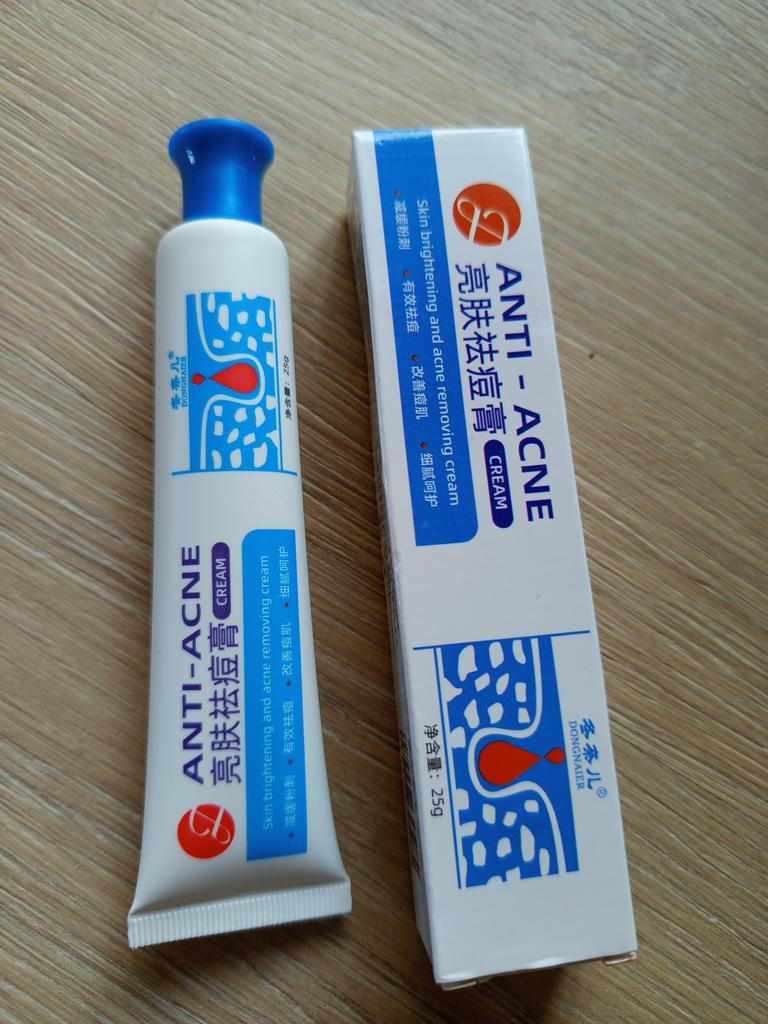 冬奈儿®
DONGNAIER
净含量：25g
ANTI-ACNE
亮肤祛痘膏 CREAM
Skin brightening and acne removing cream
• 减缓粉刺 • 有效祛痘 • 改善痘肌 • 细腻呵护
ANTI - ACNE
亮肤祛痘膏 CREAM
Skin brightening and acne removing cream
• 减缓粉刺 • 有效祛痘 • 改善痘肌 • 细腻呵护
冬奈儿®
DONGNAIER
净含量：25g